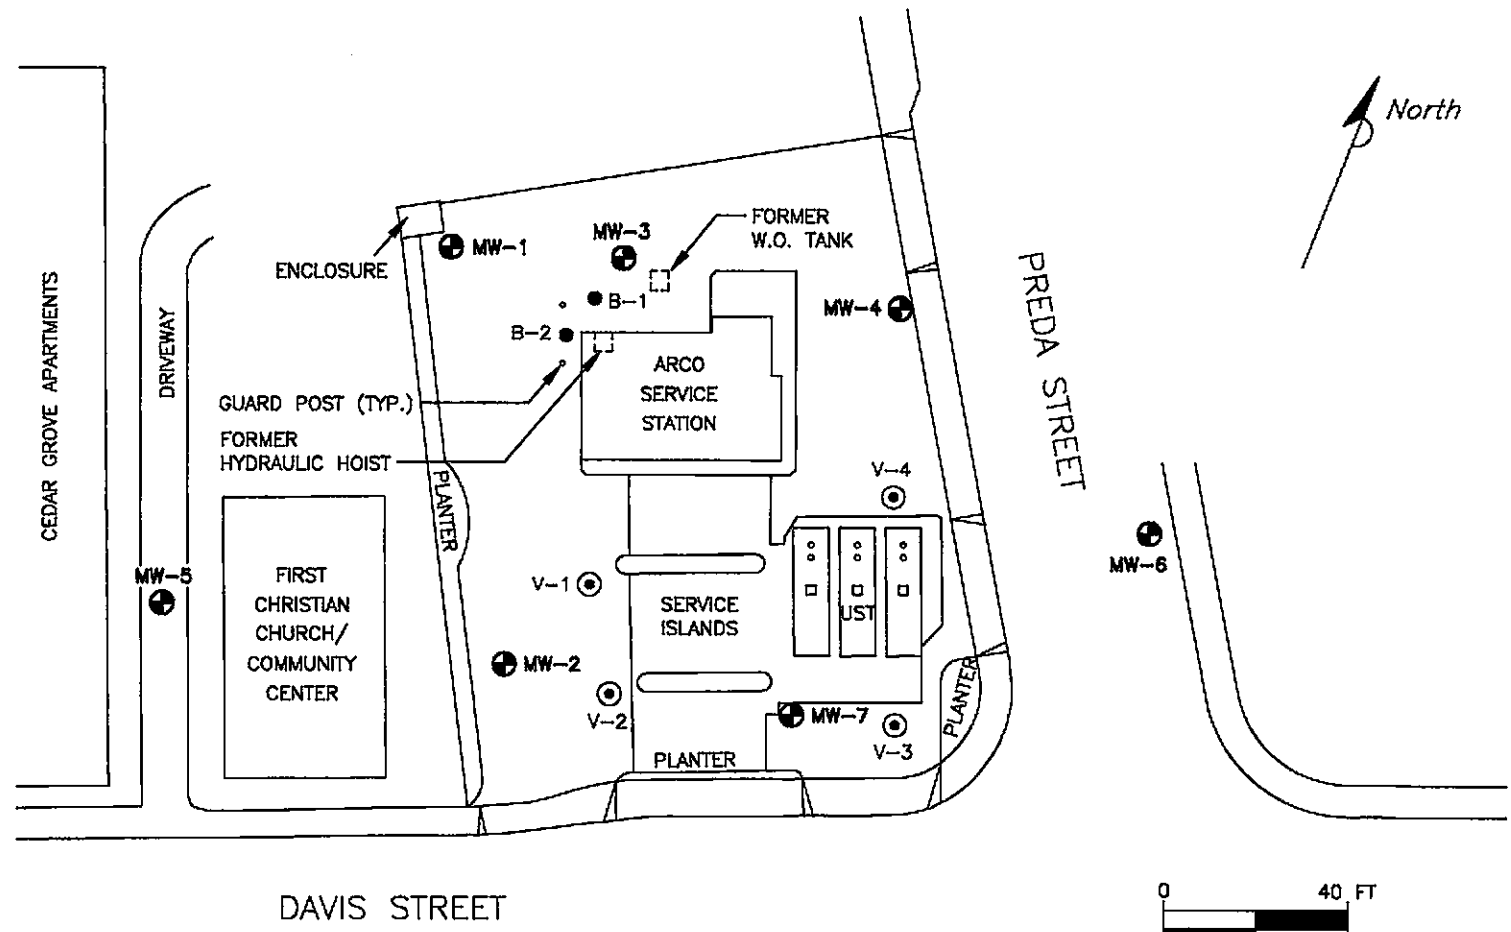 North
FORMER
W.O. TANK
MW-3
MW-1
ENCLOSURE
B-1
MW-4
B-2
PREDA STREET
CEDAR GROVE APARTMENTS
DRIVEWAY
ARCO
SERVICE
STATION
GUARD POST (TYP.)
FORMER
HYDRAULIC HOIST
PLANTER
V-4
MW-5
MW-6
FIRST
CHRISTIAN
CHURCH/
COMMUNITY
CENTER
V-1
SERVICE
ISLANDS
UST
MW-2
V-2
MW-7
V-3
PLANTER
PLANTER
DAVIS STREET
0 40 FT